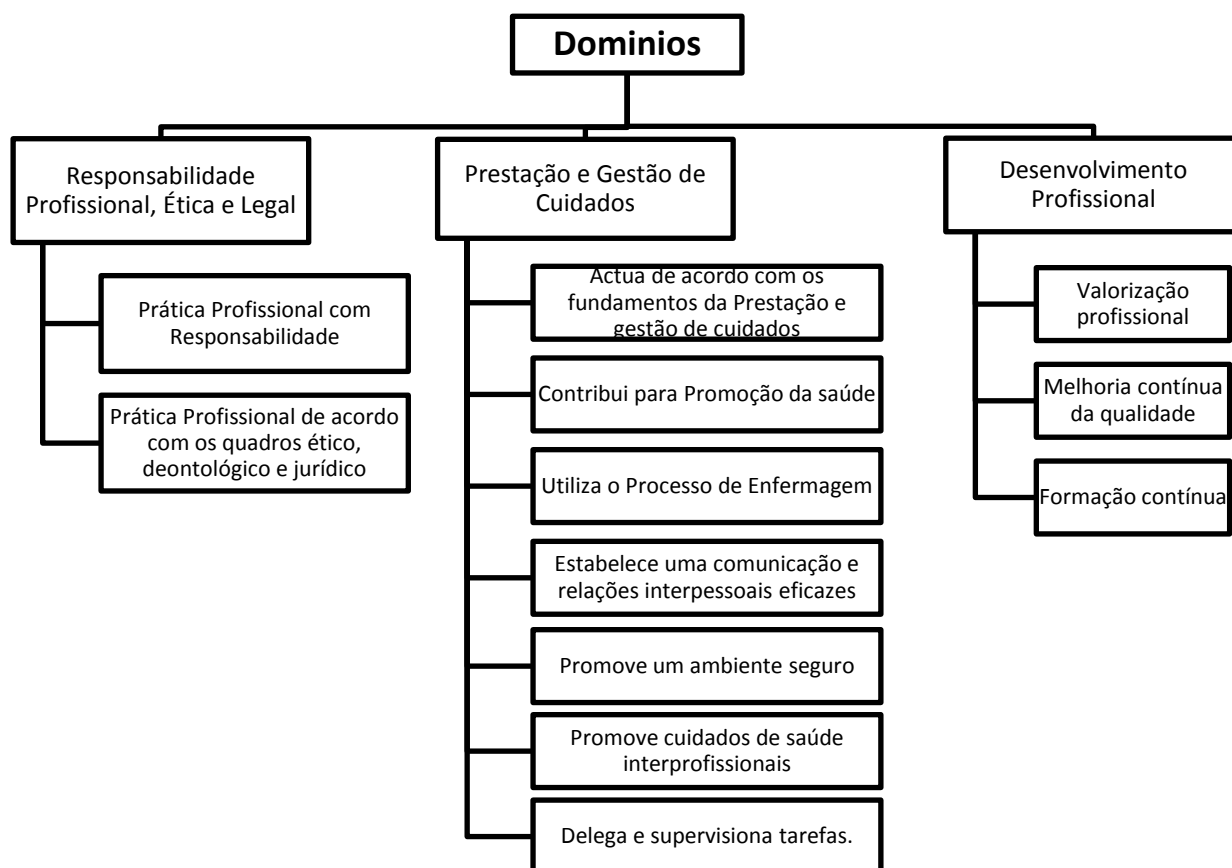 Dominios
Responsabilidade
Profissional, Ética e Legal
Prática Profissional com
Responsabilidade
Prática Profissional de acordo
com os quadros ético,
deontológico e jurídico
Prestação e Gestão de
Cuidados
Actua de acordo com os
fundamentos da Prestação e
gestão de cuidados
Contribui para Promoção da saúde
Utiliza o Processo de Enfermagem
Estabelece uma comunicação e
relações interpessoais eficazes
Promove um ambiente seguro
Promove cuidados de saúde
interprofissionais
Delega e supervisiona tarefas.
Desenvolvimento
Profissional
Valorização
profissional
Melhoria contínua
da qualidade
Formação contínua